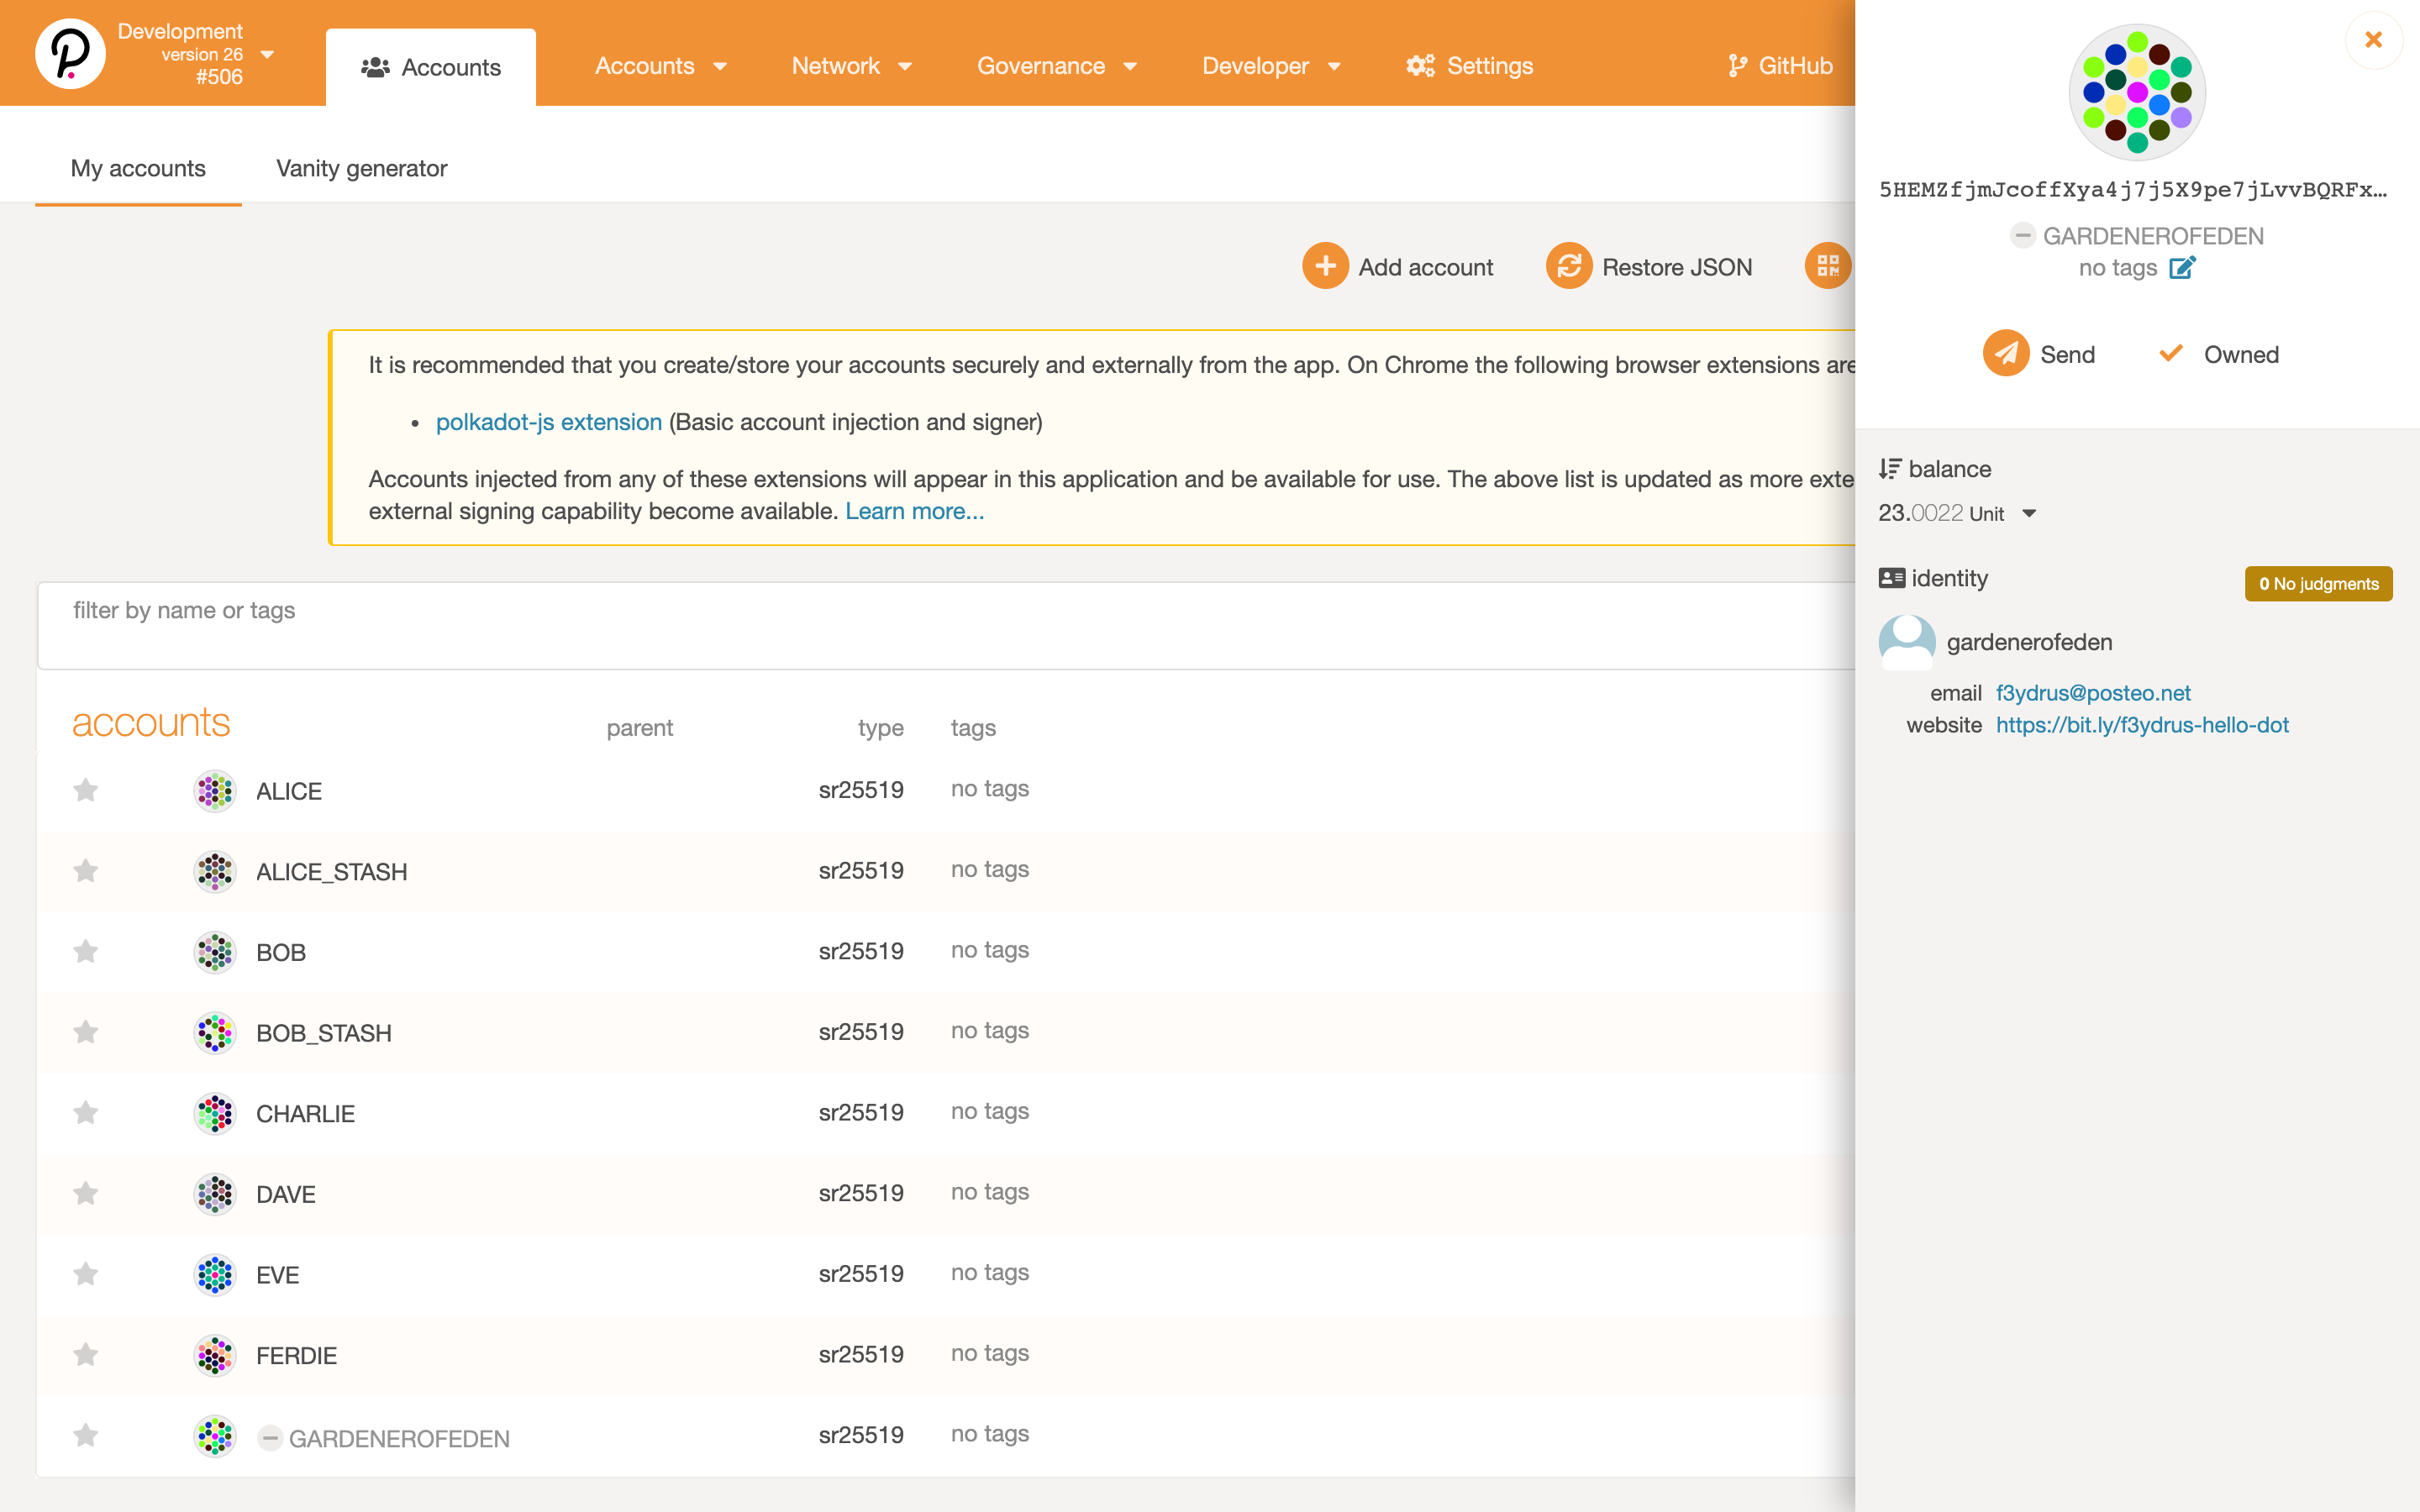 Development
version 26
#506
Accounts
Accounts
Network
Governance
Developer
Settings
GitHub
My accounts
Vanity generator
Add account
Restore JSON
It is recommended that you create/store your accounts securely and externally from the app. On Chrome the following browser extensions are
• polkadot-js extension (Basic account injection and signer)
Accounts injected from any of these extensions will appear in this application and be available for use. The above list is updated as more exte
external signing capability become available. Learn more...
filter by name or tags
accounts parent type tags
ALICE sr25519 no tags
ALICE_STASH sr25519 no tags
BOB sr25519 no tags
BOB_STASH sr25519 no tags
CHARLIE sr25519 no tags
DAVE sr25519 no tags
EVE sr25519 no tags
FERDIE sr25519 no tags
GARDENEROFEDEN sr25519 no tags
5HEMZfjmJcoffXya4j7j5X9pe7jLvvBQRFx…
GARDENEROFEDEN
no tags
Send
Owned
balance
23.0022 Unit
identity
0 No judgments
gardenerofeden
email f3ydrus@posteo.net
website https://bit.ly/f3ydrus-hello-dot